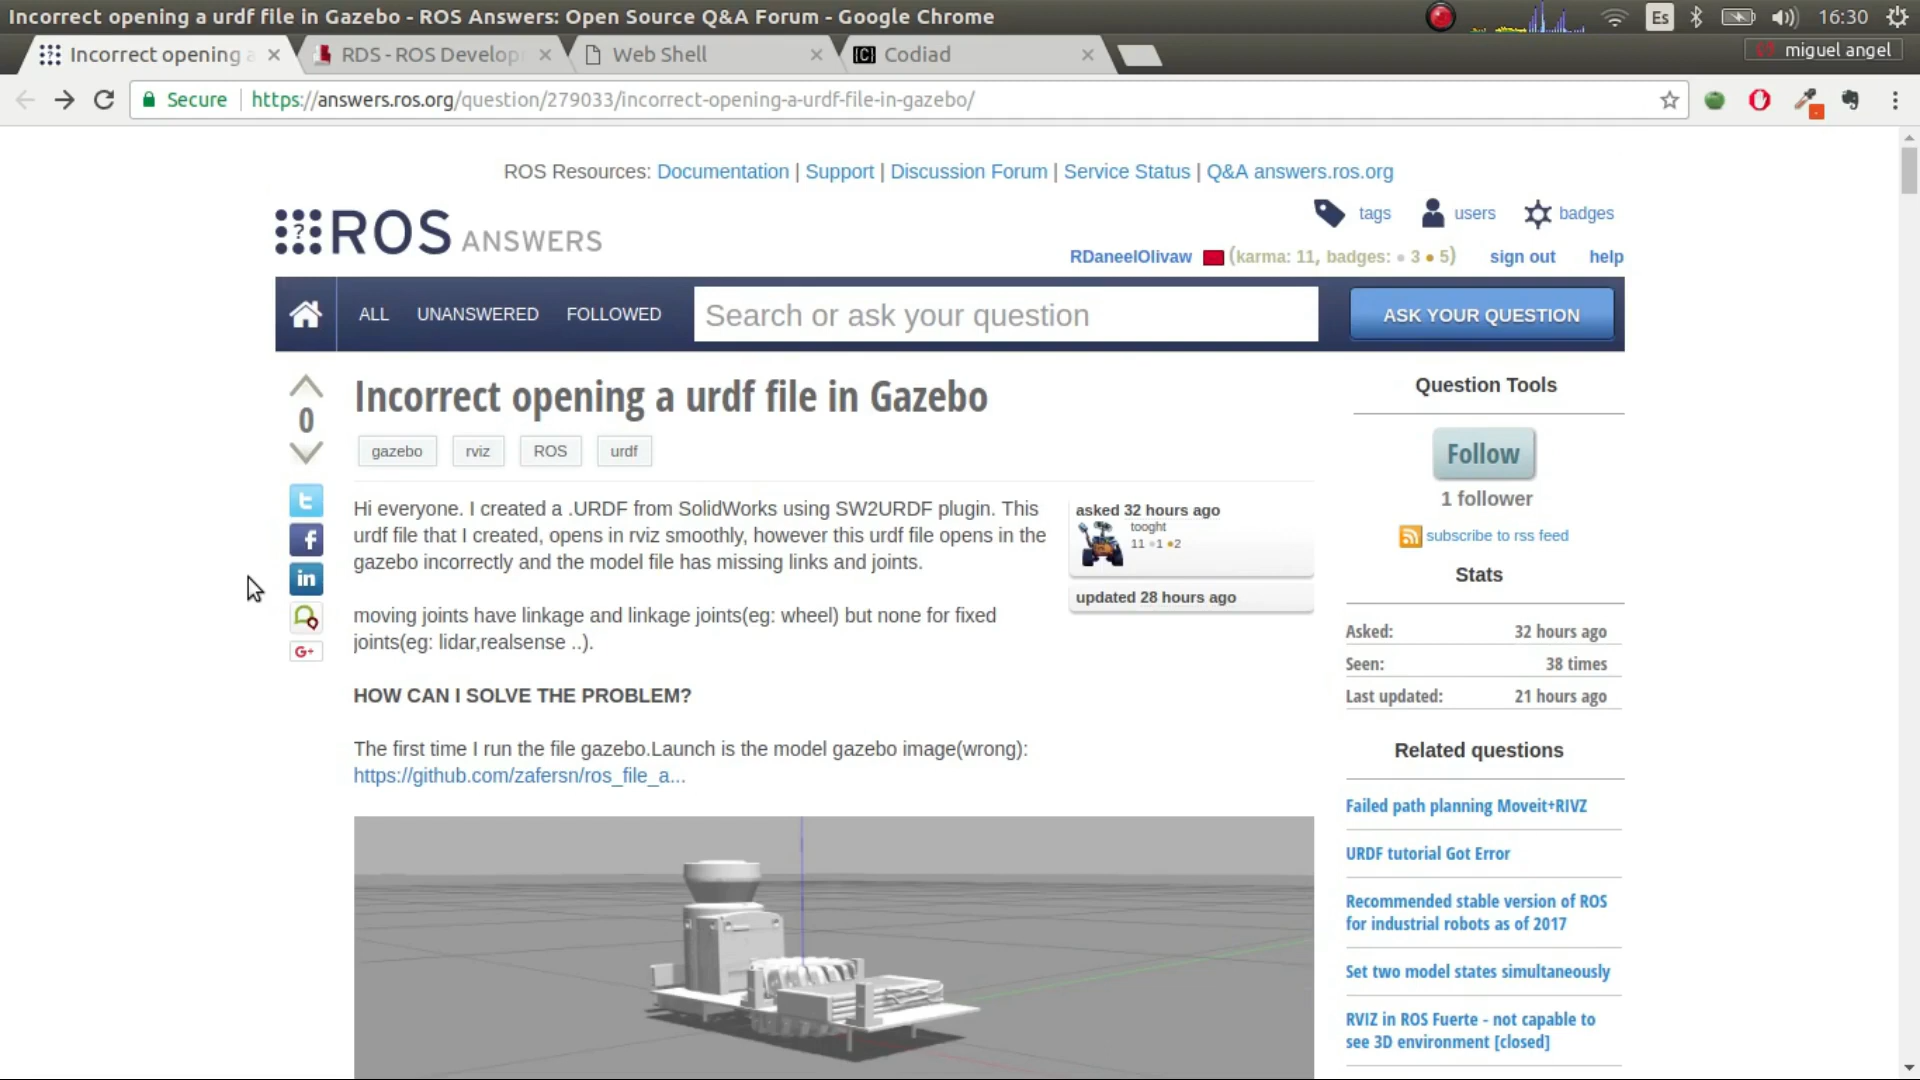 Incorrect opening a urdf file in Gazebo - ROS Answers: Open Source Q&A Forum - Google Chrome
Es
16:30
Incorrect opening a
RDS - ROS Develop
Web Shell
Codiad
miguel angel
Secure
https://answers.ros.org/question/279033/incorrect-opening-a-urdf-file-in-gazebo/
ROS Resources: Documentation | Support | Discussion Forum | Service Status | Q&A answers.ros.org
? ROS ANSWERS
tags
users
badges
RDaneelOlivaw (karma: 11, badges: ● 3 ● 5)
sign out
help
ALL
UNANSWERED
FOLLOWED
Search or ask your question
ASK YOUR QUESTION
0
Incorrect opening a urdf file in Gazebo
gazebo
rviz
ROS
urdf
Hi everyone. I created a .URDF from SolidWorks using SW2URDF plugin. This
urdf file that I created, opens in rviz smoothly, however this urdf file opens in the
gazebo incorrectly and the model file has missing links and joints.
moving joints have linkage and linkage joints(eg: wheel) but none for fixed
joints(eg: lidar,realsense ..).
HOW CAN I SOLVE THE PROBLEM?
The first time I run the file gazebo.Launch is the model gazebo image(wrong):
https://github.com/zafersn/ros_file_a...
asked 32 hours ago
tooght
11 ●1 ●2
updated 28 hours ago
t
f
in
G+
Question Tools
Follow
1 follower
subscribe to rss feed
Stats
Asked: 32 hours ago
Seen: 38 times
Last updated: 21 hours ago
Related questions
Failed path planning Moveit+RIVZ
URDF tutorial Got Error
Recommended stable version of ROS
for industrial robots as of 2017
Set two model states simultaneously
RVIZ in ROS Fuerte - not capable to
see 3D environment [closed]